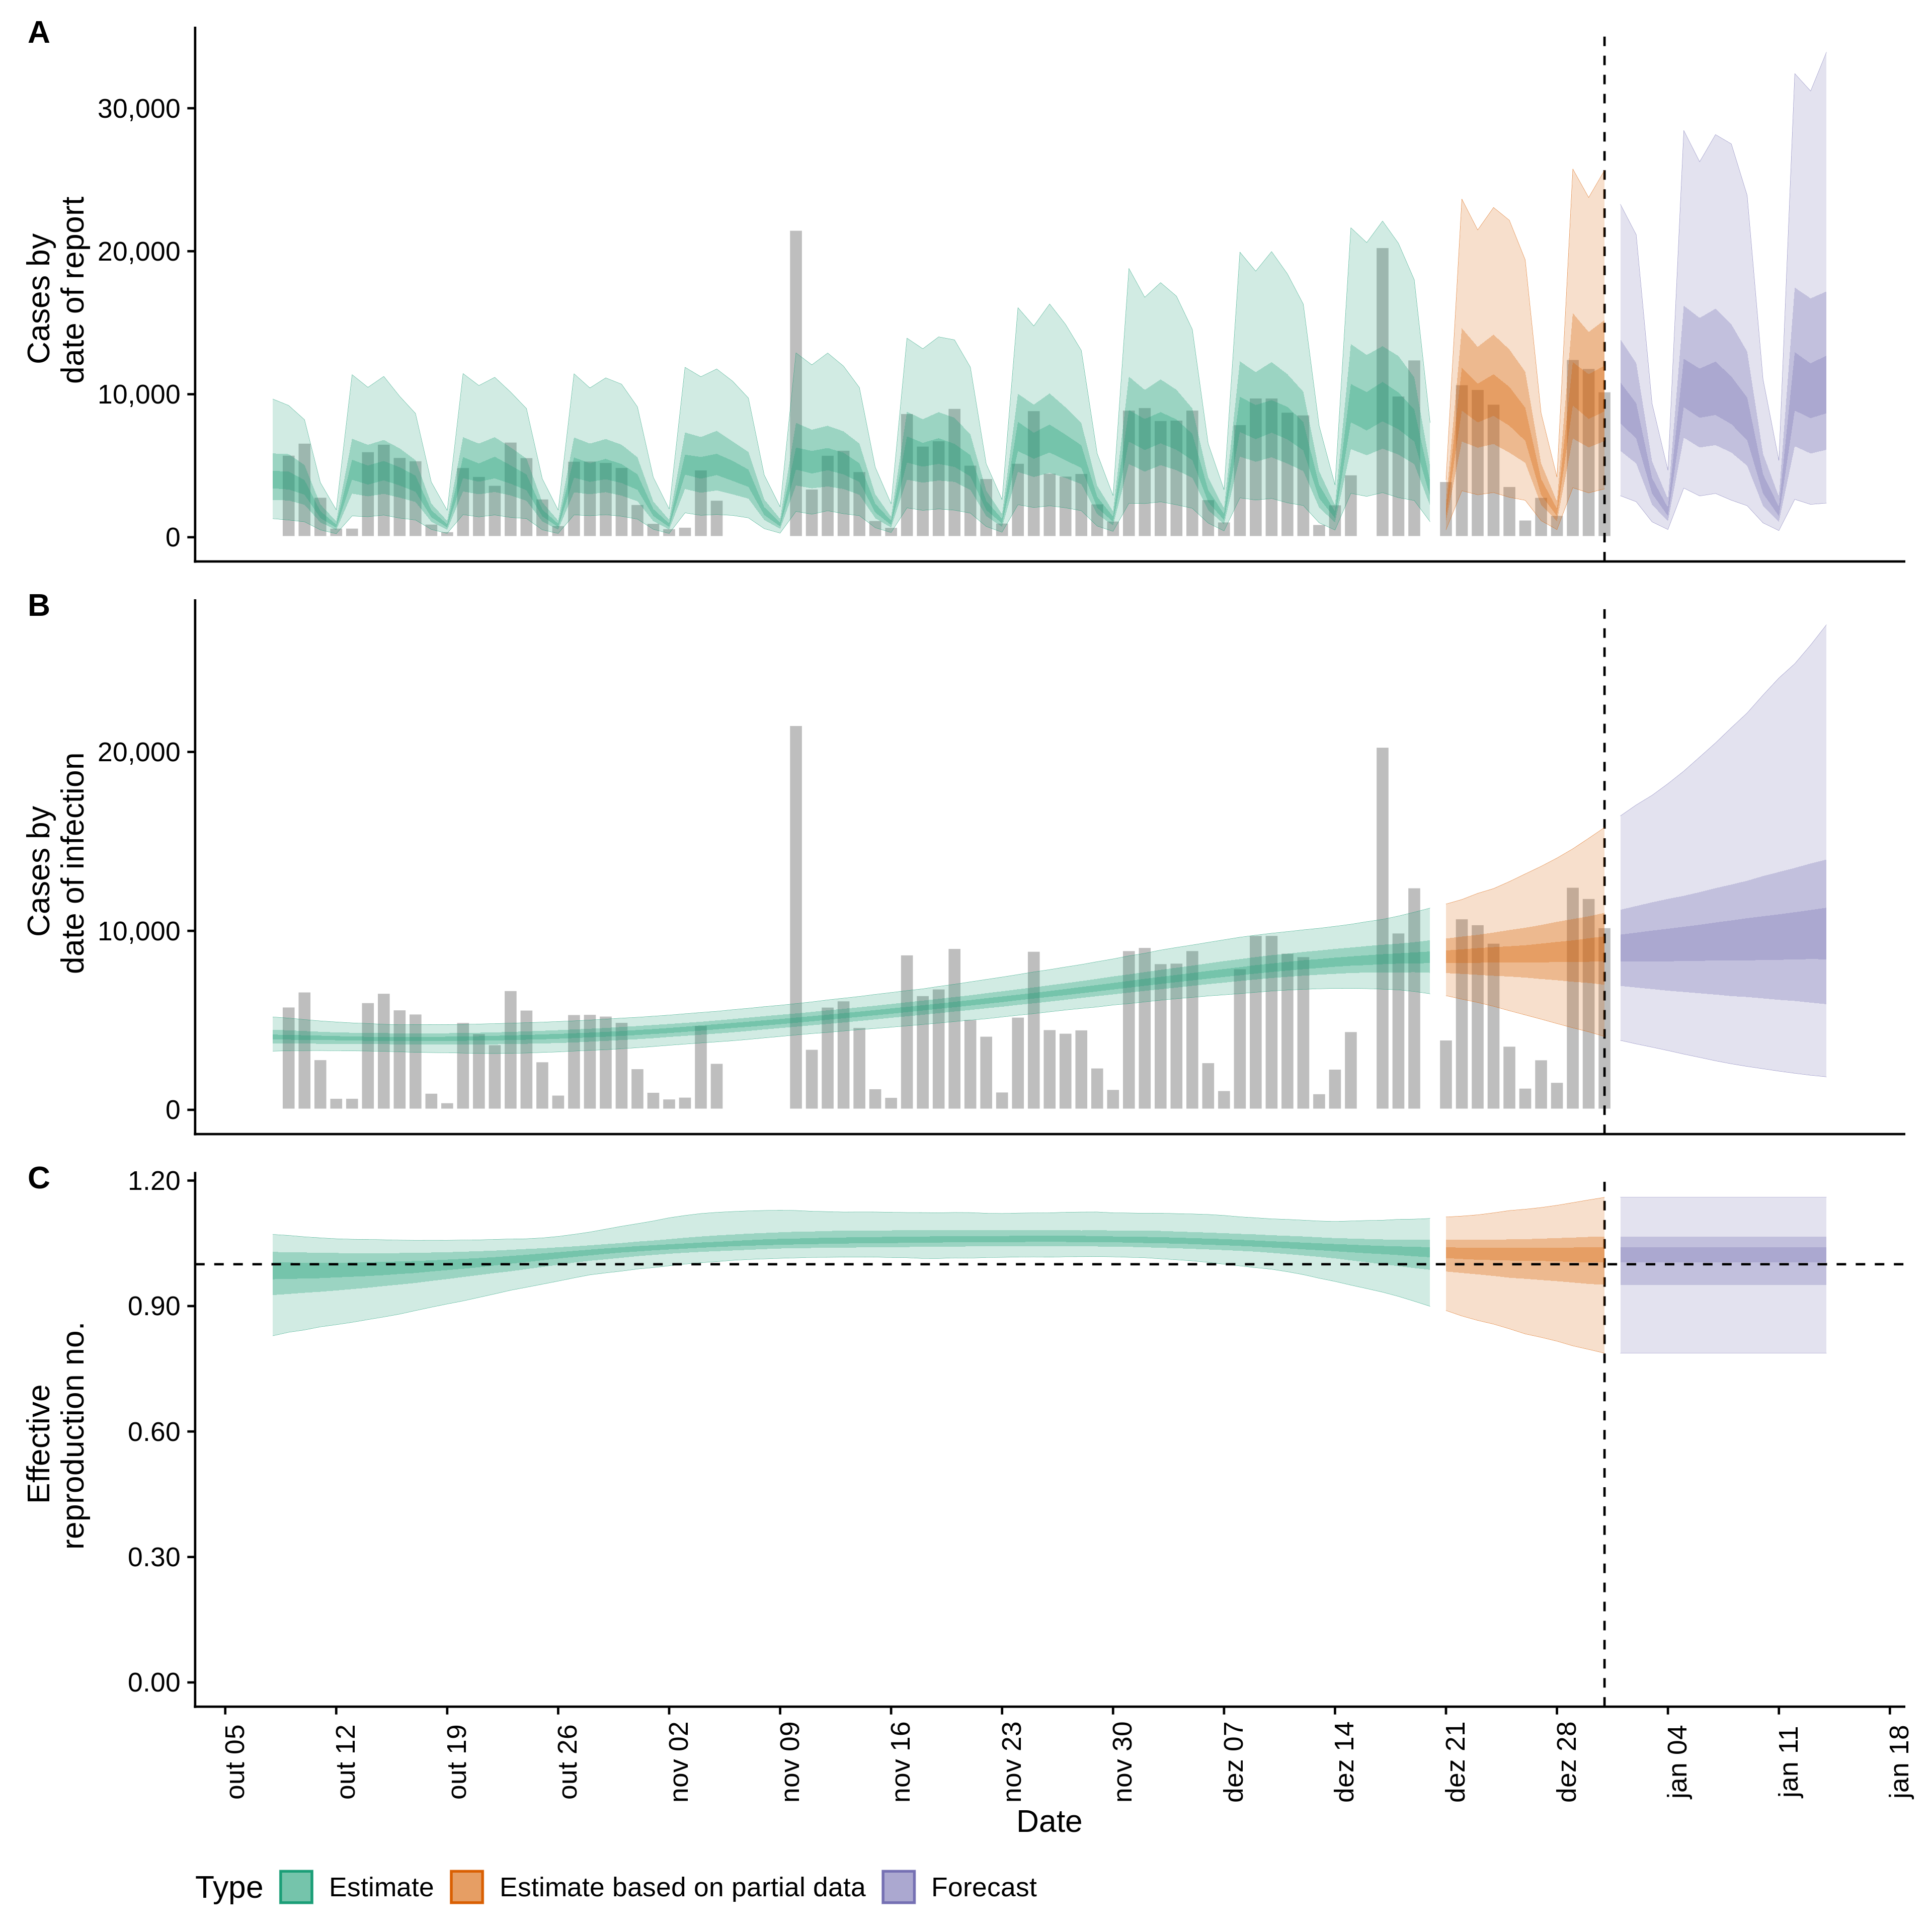 A
30,000
20,000
10,000
0
Cases by
date of report
B
20,000
10,000
0
Cases by
date of infection
C
1.20
0.90
0.60
0.30
0.00
Effective
reproduction no.
out 05
out 12
out 19
out 26
nov 02
nov 09
nov 16
nov 23
nov 30
dez 07
dez 14
dez 21
dez 28
jan 04
jan 11
jan 18
Date
Type Estimate Estimate based on partial data Forecast